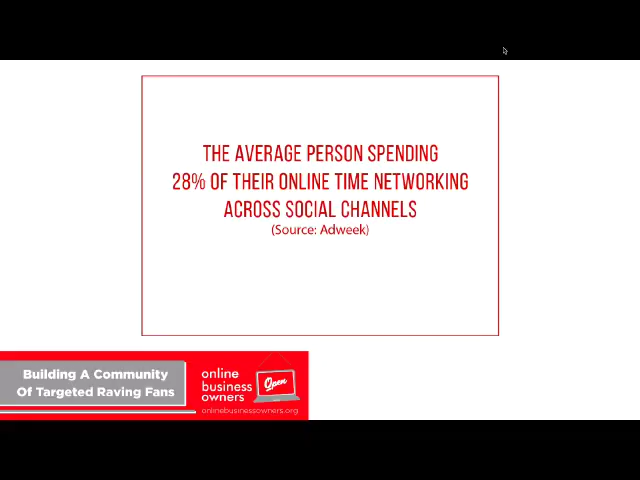 THE AVERAGE PERSON SPENDING
28% OF THEIR ONLINE TIME NETWORKING
ACROSS SOCIAL CHANNELS
(Source: Adweek)
Building A Community
Of Targeted Raving Fans
online
business
owners
Open
onlinebusinessowners.org